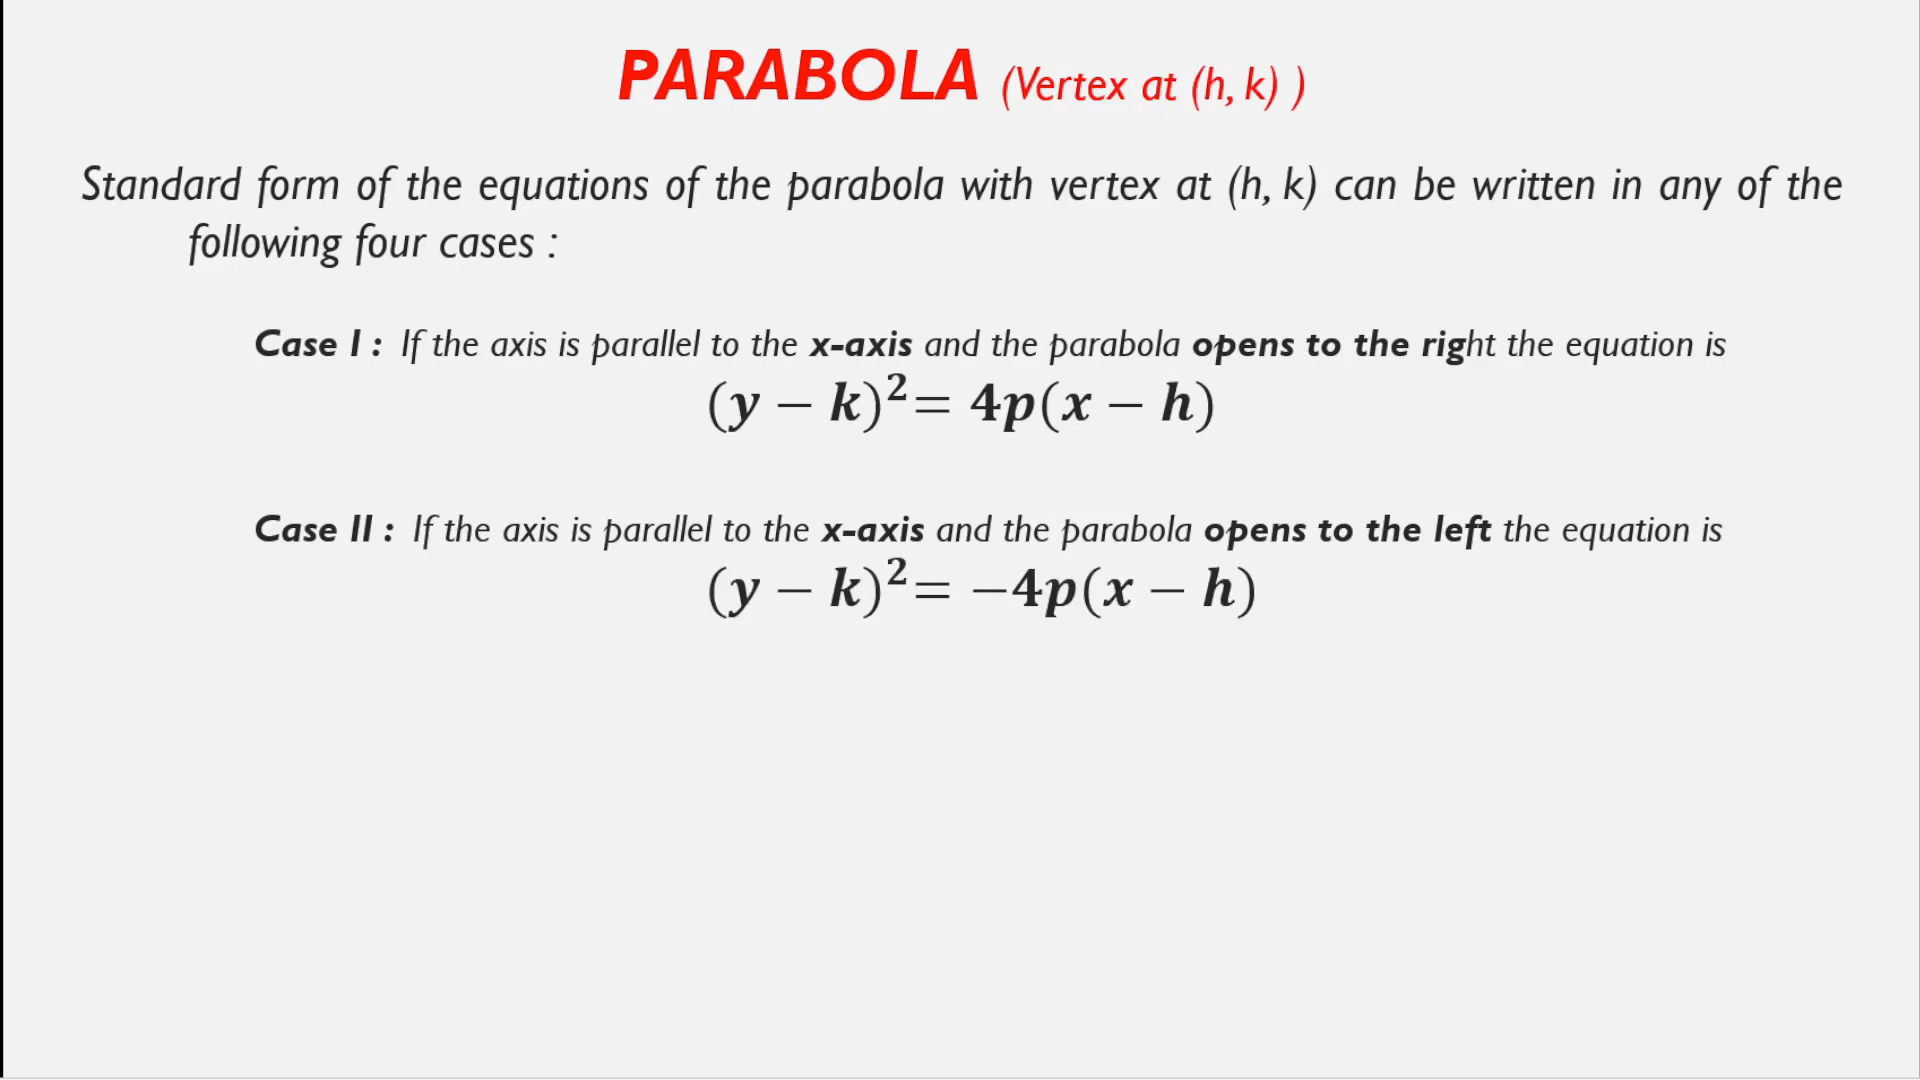 PARABOLA (Vertex at (h, k) )
Standard form of the equations of the parabola with vertex at (h, k) can be written in any of the
following four cases :
Case I : If the axis is parallel to the x-axis and the parabola opens to the right the equation is
(y − k)²= 4p(x − h)
Case II : If the axis is parallel to the x-axis and the parabola opens to the left the equation is
(y − k)²= −4p(x − h)